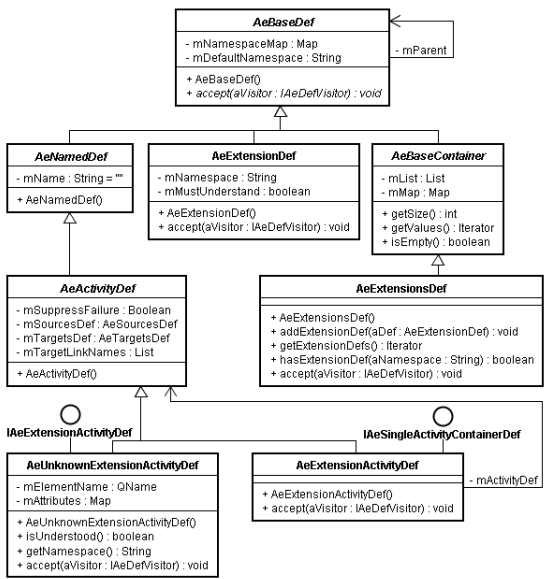 AeBaseDef
- mNamespaceMap : Map
- mDefaultNamespace : String
+ AeBaseDef()
+ accept(aVisitor : IAeDefVisitor) : void
- mParent
AeNamedDef
- mName : String = ""
+ AeNamedDef()
AeExtensionDef
- mNamespace : String
- mMustUnderstand : boolean
+ AeExtensionDef()
+ accept(aVisitor : IAeDefVisitor) : void
AeBaseContainer
- mList : List
- mMap : Map
+ getSize() : int
+ getValues() : Iterator
+ isEmpty() : boolean
AeActivityDef
- mSuppressFailure : Boolean
- mSourcesDef : AeSourcesDef
- mTargetsDef : AeTargetsDef
- mTargetLinkNames : List
+ AeActivityDef()
AeExtensionsDef
+ AeExtensionsDef()
+ addExtensionDef(aDef : AeExtensionDef) : void
+ getExtensionDefs() : Iterator
+ hasExtensionDef(aNamespace : String) : boolean
+ accept(aVisitor : IAeDefVisitor) : void
IAeExtensionActivityDef
IAeSingleActivityContainerDef
AeUnknownExtensionActivityDef
- mElementName : QName
- mAttributes : Map
+ AeUnknownExtensionActivityDef()
+ isUnderstood() : boolean
+ getNamespace() : String
+ accept(aVisitor : IAeDefVisitor) : void
AeExtensionActivityDef
+ AeExtensionActivityDef()
+ accept(aVisitor : IAeDefVisitor) : void
- mActivityDef